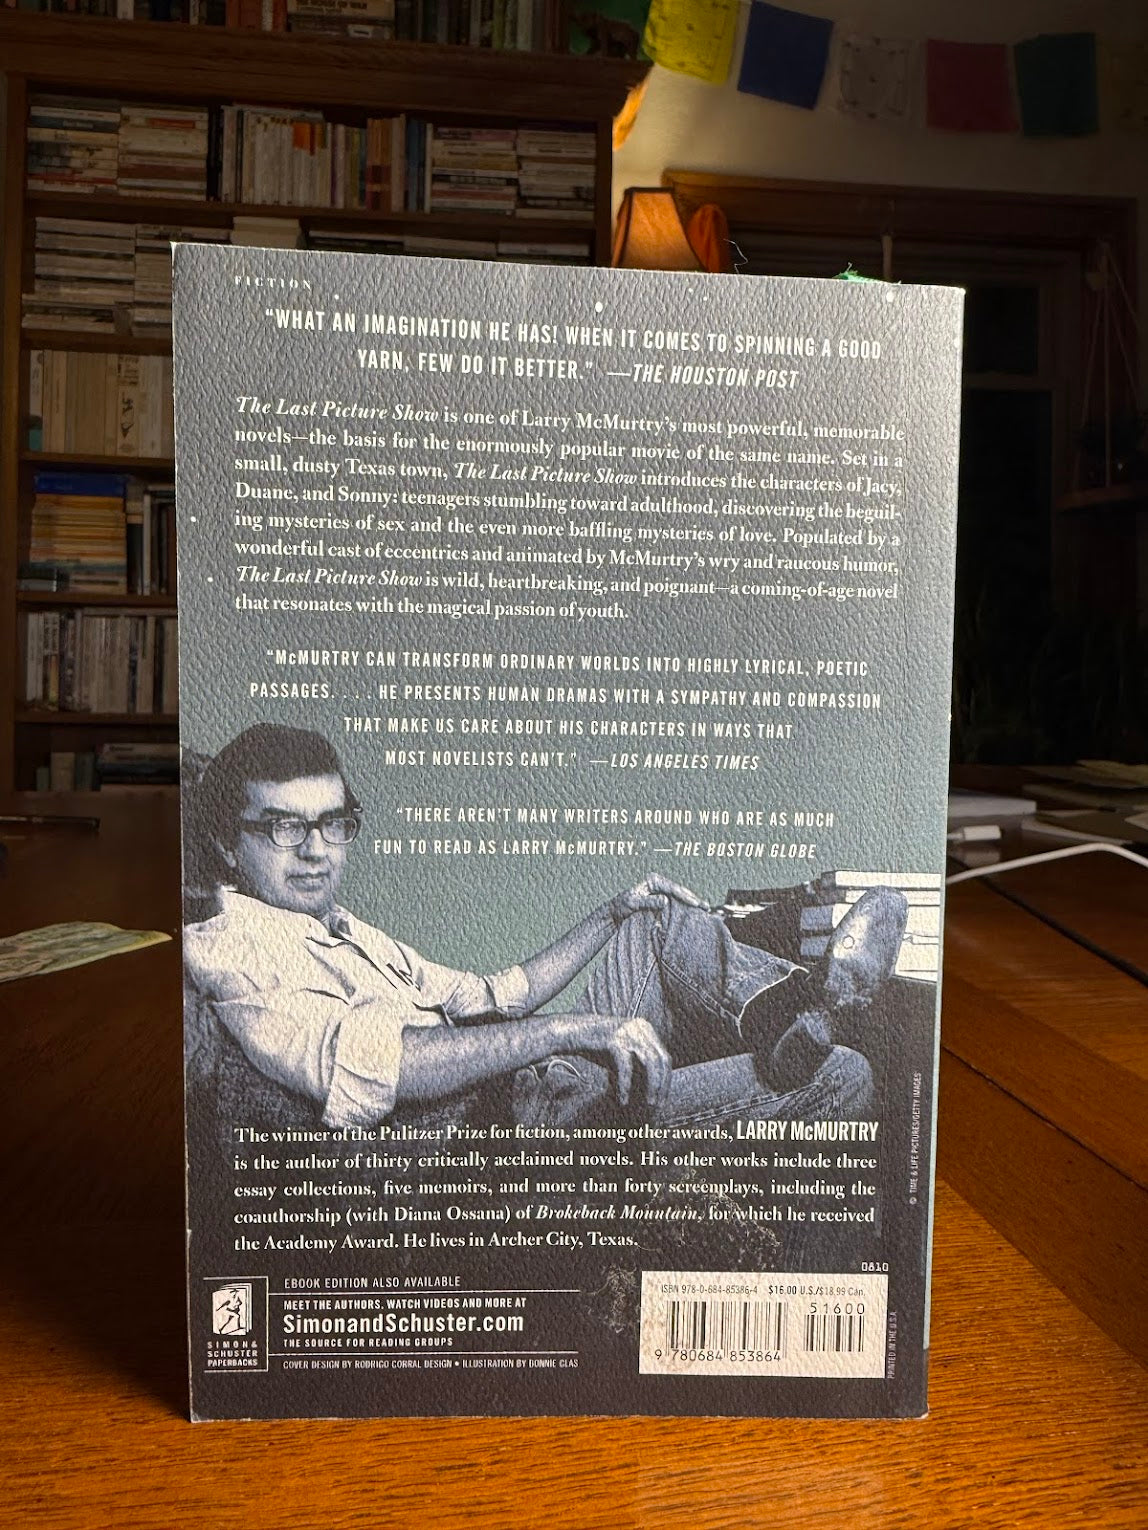 FICTION
"WHAT AN IMAGINATION HE HAS! WHEN IT COMES TO SPINNING A GOOD
YARN, FEW DO IT BETTER." —THE HOUSTON POST
The Last Picture Show is one of Larry McMurtry's most powerful, memorable
novels—the basis for the enormously popular movie of the same name. Set in a
small, dusty Texas town, The Last Picture Show introduces the characters of Jacy,
Duane, and Sonny: teenagers stumbling toward adulthood, discovering the beguil-
ing mysteries of sex and the even more baffling mysteries of love. Populated by a
wonderful cast of eccentrics and animated by McMurtry's wry and raucous humor,
The Last Picture Show is wild, heartbreaking, and poignant—a coming-of-age novel
that resonates with the magical passion of youth.
"McMURTRY CAN TRANSFORM ORDINARY WORLDS INTO HIGHLY LYRICAL, POETIC
PASSAGES. . . . HE PRESENTS HUMAN DRAMAS WITH A SYMPATHY AND COMPASSION
THAT MAKE US CARE ABOUT HIS CHARACTERS IN WAYS THAT
MOST NOVELISTS CAN'T." —LOS ANGELES TIMES
"THERE AREN'T MANY WRITERS AROUND WHO ARE AS MUCH
FUN TO READ AS LARRY McMURTRY." —THE BOSTON GLOBE
© TIME & LIFE PICTURES/GETTY IMAGES
The winner of the Pulitzer Prize for fiction, among other awards, LARRY McMURTRY
is the author of thirty critically acclaimed novels. His other works include three
essay collections, five memoirs, and more than forty screenplays, including the
coauthorship (with Diana Ossana) of Brokeback Mountain, for which he received
the Academy Award. He lives in Archer City, Texas.
0810
EBOOK EDITION ALSO AVAILABLE
MEET THE AUTHORS, WATCH VIDEOS AND MORE AT
SimonandSchuster.com
THE SOURCE FOR READING GROUPS
SIMON &
SCHUSTER
PAPERBACKS
COVER DESIGN BY RODRIGO CORRAL DESIGN • ILLUSTRATION BY DONNIE GLAS
ISBN 978-0-684-85386-4 $16.00 U.S./$18.99 Can.
51600
9 780684 853864
PRINTED IN THE U.S.A